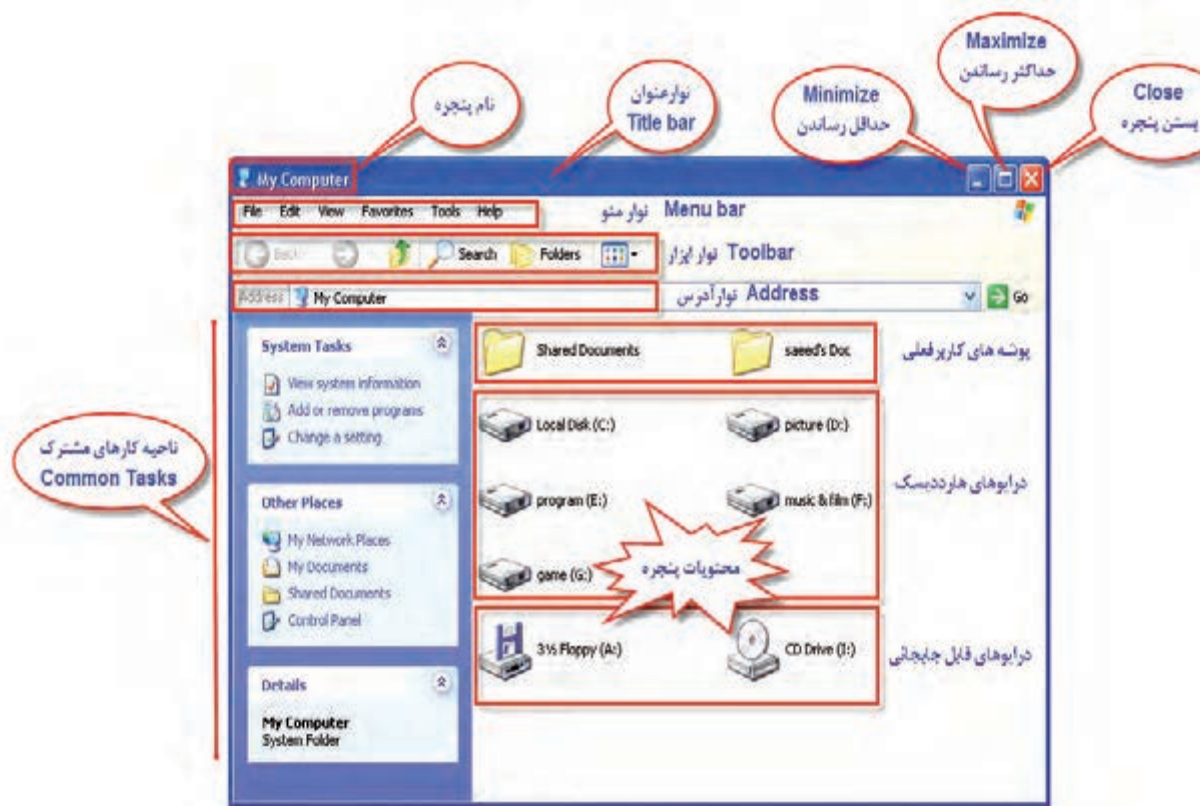 Maximize
حداکثر رساندن
نام پنجره
نوارعنوان
Title bar
Minimize
حداقل رساندن
Close
بستن پنجره
My Computer
File Edit View Favorites Tools Help
نوار منو Menu bar
Back Search Folders
نوار ابزار Toolbar
Address My Computer
نوارآدرس Address
Go
System Tasks
View system information
Add or remove programs
Change a setting
Shared Documents
saeed's Doc
پوشه های کاربرفعلی
Local Disk (C:)
picture (D:)
program (E:)
music & film (F:)
game (G:)
درایوهای هارددیسک
محتویات پنجره
ناحیه کارهای مشترک
Common Tasks
Other Places
My Network Places
My Documents
Shared Documents
Control Panel
3½ Floppy (A:)
CD Drive (I:)
درایوهای قابل جابجائی
Details
My Computer
System Folder